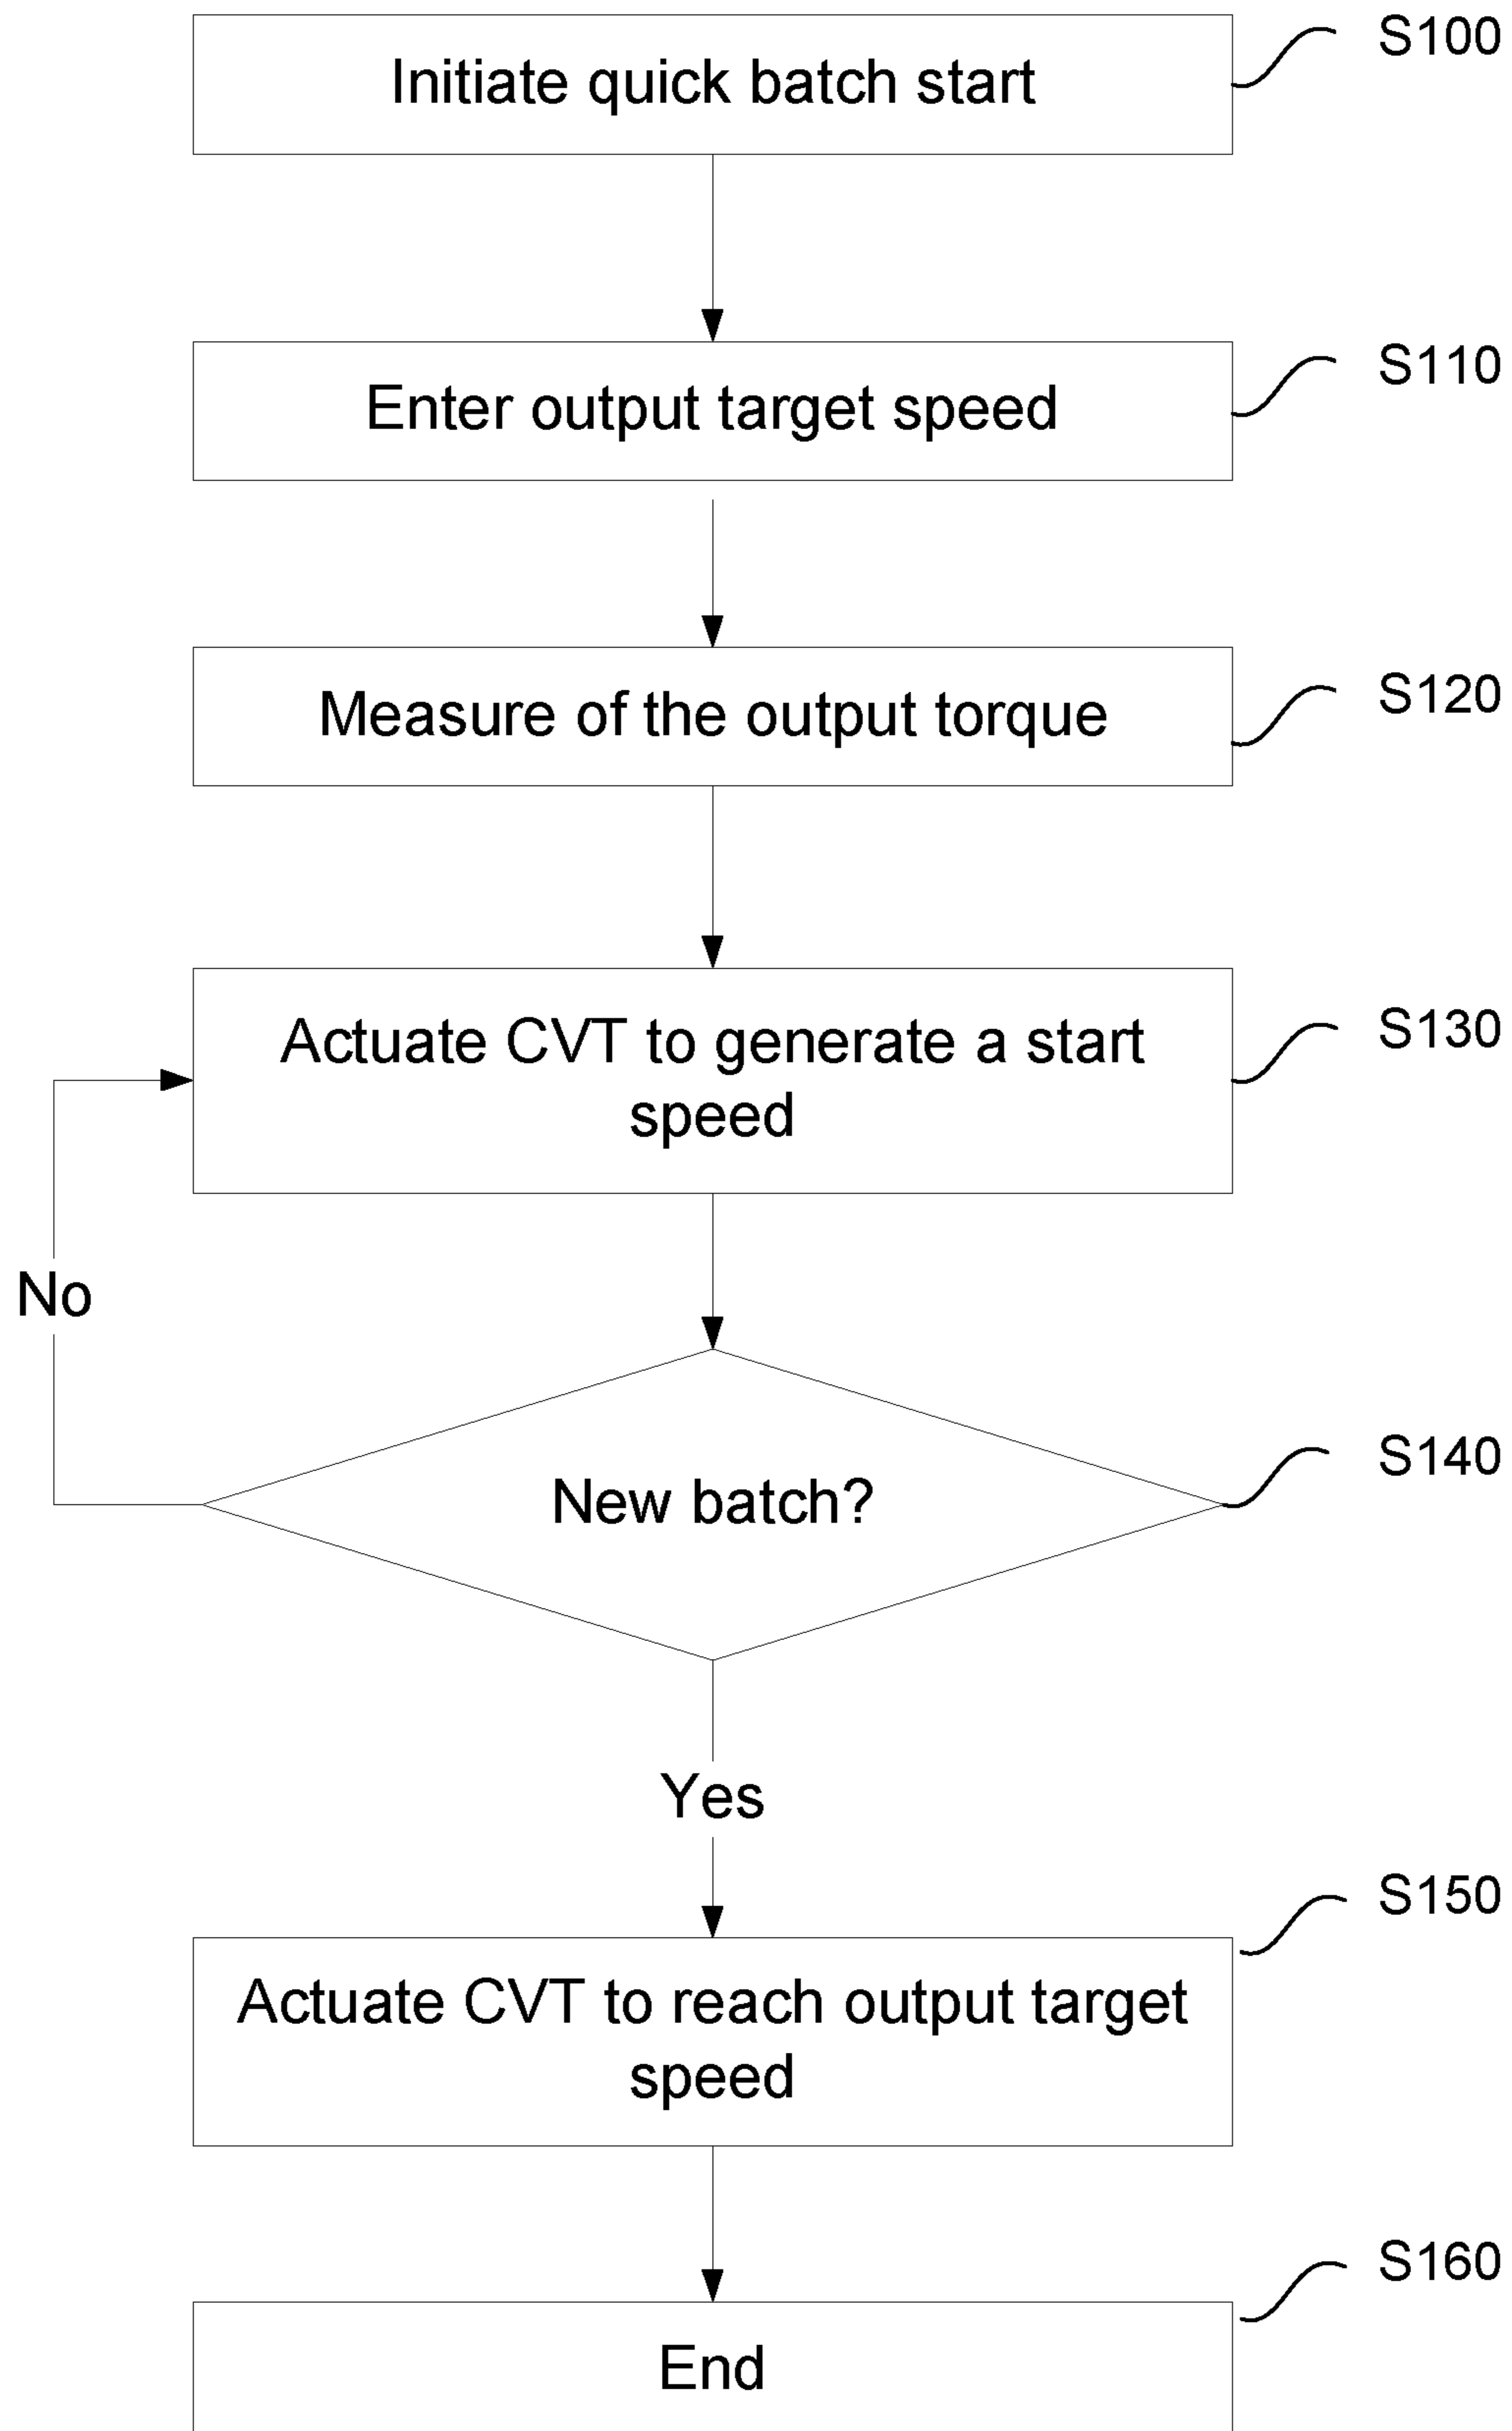 Initiate quick batch start
S100
Enter output target speed
S110
Measure of the output torque
S120
Actuate CVT to generate a start
speed
S130
No
New batch?
S140
Yes
Actuate CVT to reach output target
speed
S150
End
S160